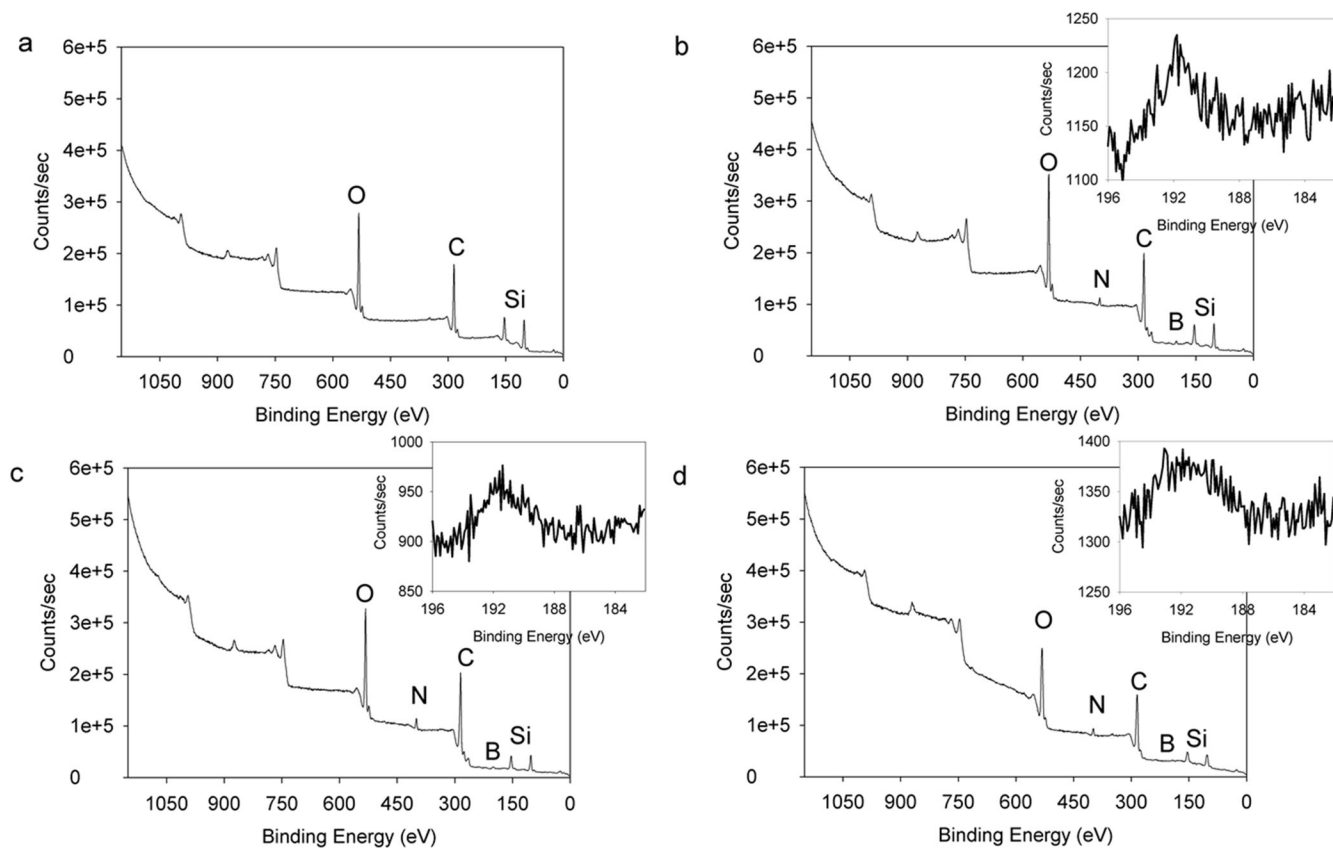 a
6e+5
5e+5
4e+5
3e+5
2e+5
1e+5
0
Counts/sec
O
C
Si
1050 900 750 600 450 300 150 0
Binding Energy (eV)
b
6e+5
5e+5
4e+5
3e+5
2e+5
1e+5
0
Counts/sec
O
N
C
B
Si
1050 900 750 600 450 300 150 0
Binding Energy (eV)
1250
1200
1150
1100
Counts/sec
196 192 188 184
Binding Energy (eV)
c
6e+5
5e+5
4e+5
3e+5
2e+5
1e+5
0
Counts/sec
O
N
C
B
Si
1050 900 750 600 450 300 150 0
Binding Energy (eV)
1000
950
900
850
Counts/sec
196 192 188 184
Binding Energy (eV)
d
6e+5
5e+5
4e+5
3e+5
2e+5
1e+5
0
Counts/sec
O
N
C
B
Si
1050 900 750 600 450 300 150 0
Binding Energy (eV)
1400
1350
1300
1250
Counts/sec
196 192 188 184
Binding Energy (eV)